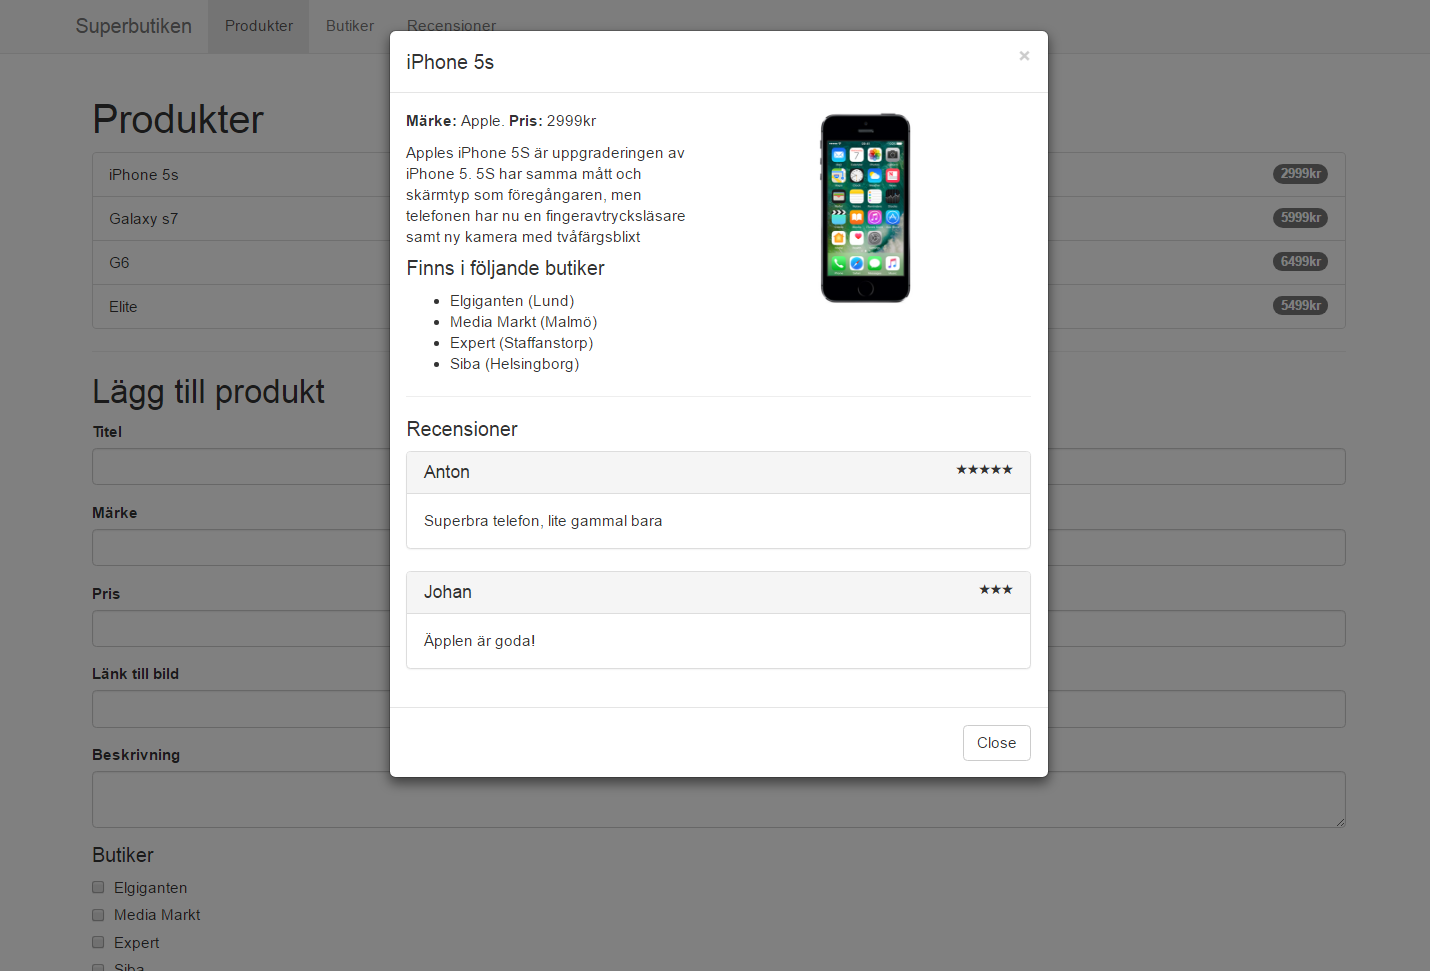 Superbutiken Produkter Butiker Recensioner
iPhone 5s ×
Märke: Apple. Pris: 2999kr
Apples iPhone 5S är uppgraderingen av
iPhone 5. 5S har samma mått och
skärmtyp som föregångaren, men
telefonen har nu en fingeravtrycksläsare
samt ny kamera med tvåfärgsblixt
Finns i följande butiker
• Elgiganten (Lund)
• Media Markt (Malmö)
• Expert (Staffanstorp)
• Siba (Helsingborg)
Recensioner
Anton ★★★★★
Superbra telefon, lite gammal bara
Johan ★★★
Äpplen är goda!
Close
Produkter
iPhone 5s 2999kr
Galaxy s7 5999kr
G6 6499kr
Elite 5499kr
Lägg till produkt
Titel
Märke
Pris
Länk till bild
Beskrivning
Butiker
Elgiganten
Media Markt
Expert
Siba